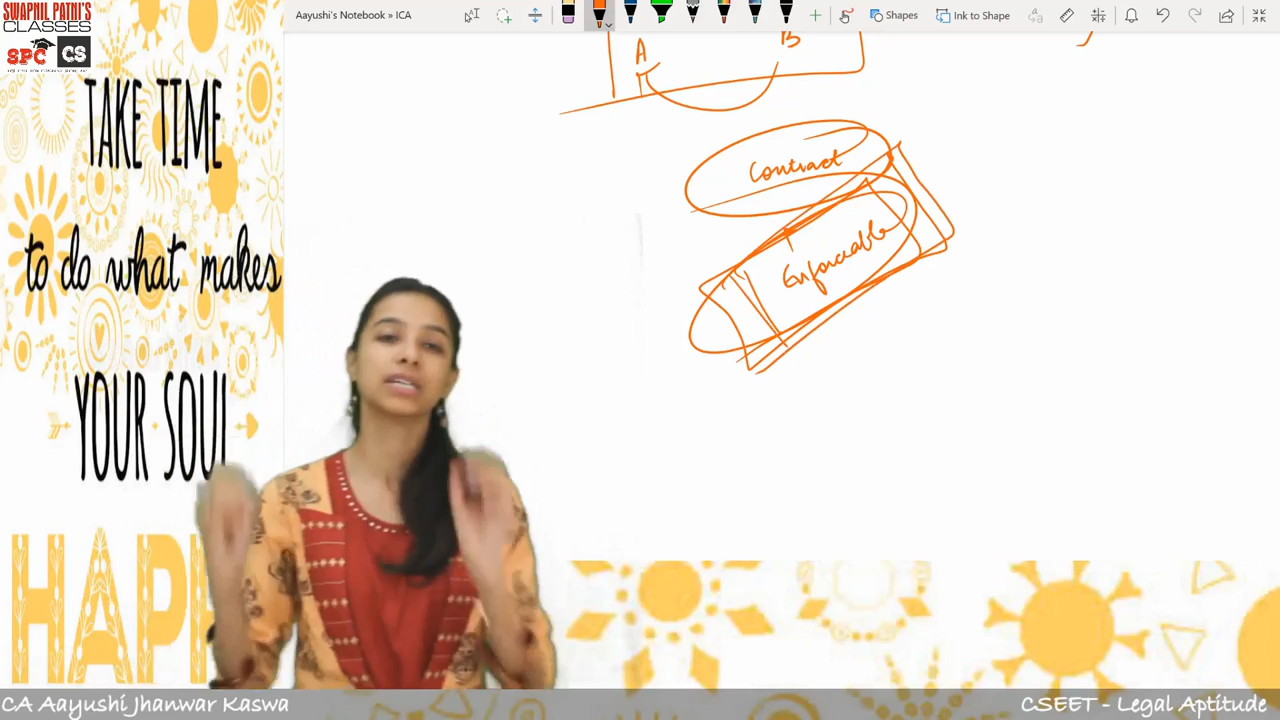 SWAPNIL PATNI'S
CLASSES
SPC CS
Aayushi's Notebook » ICA
Shapes
Ink to Shape
TAKE TIME
to do what makes
YOUR SOUL
HAPP
A
B
Contract
Enforceable
CA Aayushi Jhanwar Kaswa
CSEET - Legal Aptitude